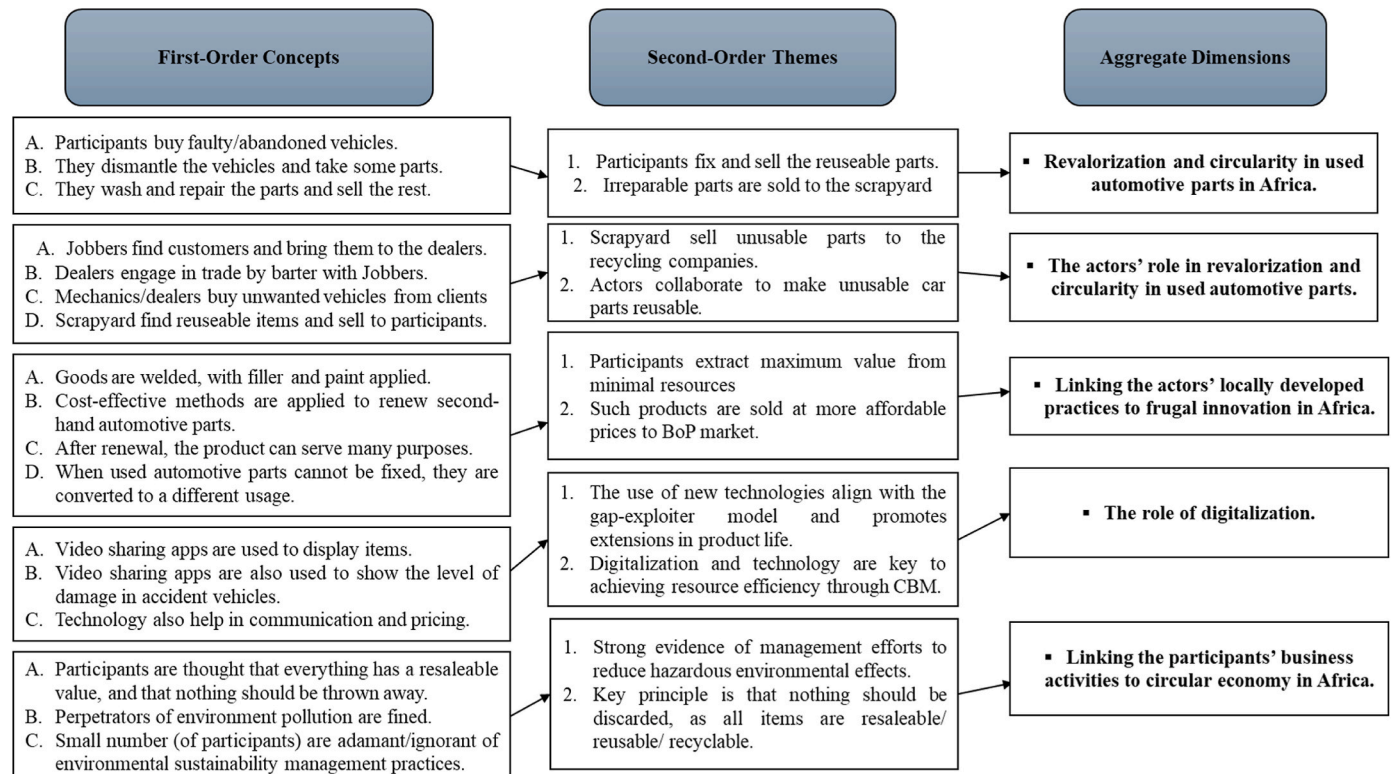 First-Order Concepts
Second-Order Themes
Aggregate Dimensions
A. Participants buy faulty/abandoned vehicles.
B. They dismantle the vehicles and take some parts.
C. They wash and repair the parts and sell the rest.
1. Participants fix and sell the reuseable parts.
2. Irreparable parts are sold to the scrapyard
▪ Revalorization and circularity in used
automotive parts in Africa.
A. Jobbers find customers and bring them to the dealers.
B. Dealers engage in trade by barter with Jobbers.
C. Mechanics/dealers buy unwanted vehicles from clients
D. Scrapyard find reuseable items and sell to participants.
1. Scrapyard sell unusable parts to the
recycling companies.
2. Actors collaborate to make unusable car
parts reusable.
▪ The actors' role in revalorization and
circularity in used automotive parts.
A. Goods are welded, with filler and paint applied.
B. Cost-effective methods are applied to renew second-
hand automotive parts.
C. After renewal, the product can serve many purposes.
D. When used automotive parts cannot be fixed, they are
converted to a different usage.
1. Participants extract maximum value from
minimal resources
2. Such products are sold at more affordable
prices to BoP market.
▪ Linking the actors' locally developed
practices to frugal innovation in Africa.
A. Video sharing apps are used to display items.
B. Video sharing apps are also used to show the level of
damage in accident vehicles.
C. Technology also help in communication and pricing.
1. The use of new technologies align with the
gap-exploiter model and promotes
extensions in product life.
2. Digitalization and technology are key to
achieving resource efficiency through CBM.
▪ The role of digitalization.
A. Participants are thought that everything has a resaleable
value, and that nothing should be thrown away.
B. Perpetrators of environment pollution are fined.
C. Small number (of participants) are adamant/ignorant of
environmental sustainability management practices.
1. Strong evidence of management efforts to
reduce hazardous environmental effects.
2. Key principle is that nothing should be
discarded, as all items are resaleable/
reusable/ recyclable.
▪ Linking the participants' business
activities to circular economy in Africa.